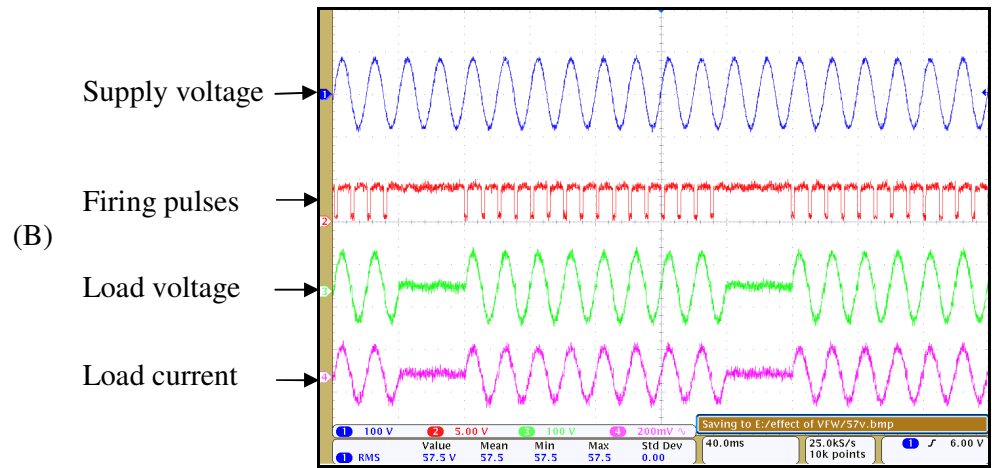 Supply voltage
1
Firing pulses
2
(B)
Load voltage
3
Load current
4
Saving to E:/effect of VFW/57v.bmp
1 100 V 2 5.00 V 3 100 V 4 200mV ∿
40.0ms 25.0kS/s 1 ∫ 6.00 V
10k points
Value Mean Min Max Std Dev
1 RMS 57.5 V 57.5 57.5 57.5 0.00